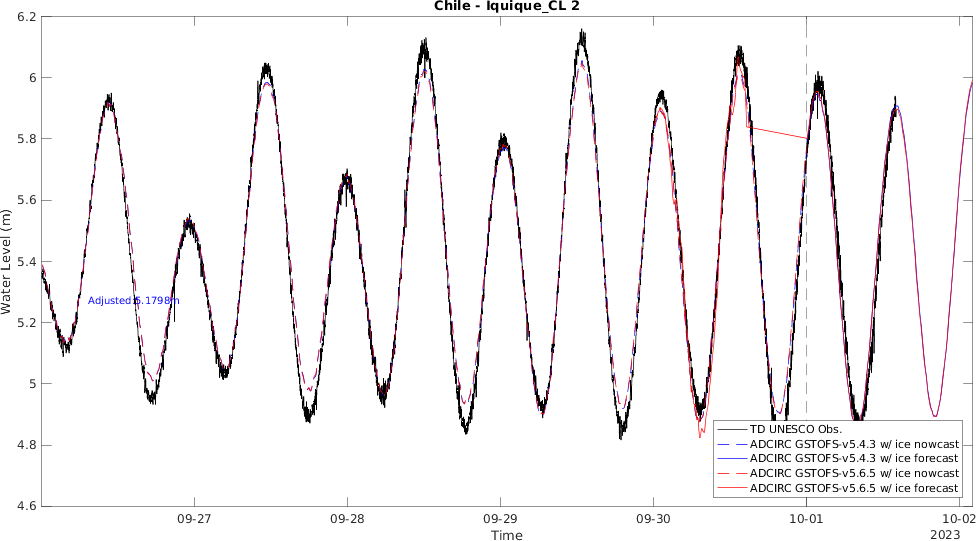 Chile - Iquique_CL 2
6.2
6
5.8
5.6
5.4
5.2
5
4.8
4.6
Water Level (m)
Adjusted 5.1798m
TD UNESCO Obs.
ADCIRC GSTOFS-v5.4.3 w/ ice nowcast
ADCIRC GSTOFS-v5.4.3 w/ ice forecast
ADCIRC GSTOFS-v5.6.5 w/ ice nowcast
ADCIRC GSTOFS-v5.6.5 w/ ice forecast
09-27 09-28 09-29 09-30 10-01 10-02
Time
2023